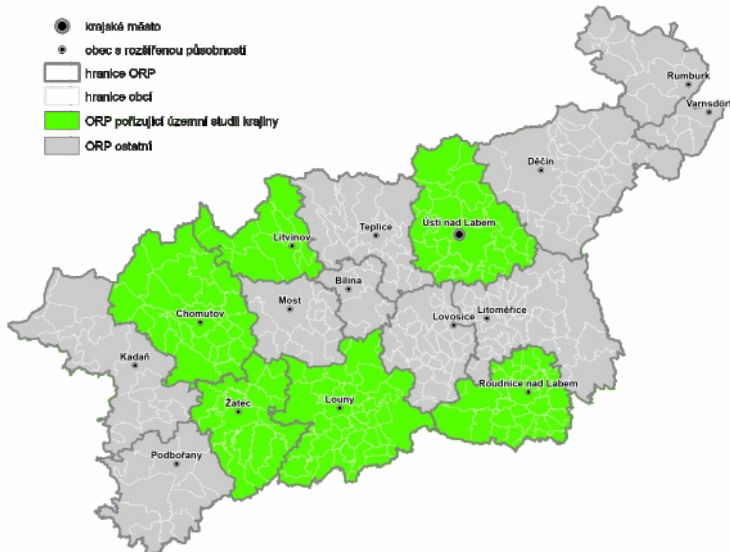 krajské město
obec s rozšířenou působností
hranice ORP
hranice obcí
ORP pořizující územní studii krajiny
ORP ostatní
Rumburk
Varnsdorf
Děčín
Ústí nad Labem
Teplice
Litvínov
Bílina
Most
Chomutov
Litoměřice
Lovosice
Kadaň
Roudnice nad Labem
Louny
Žatec
Podbořany